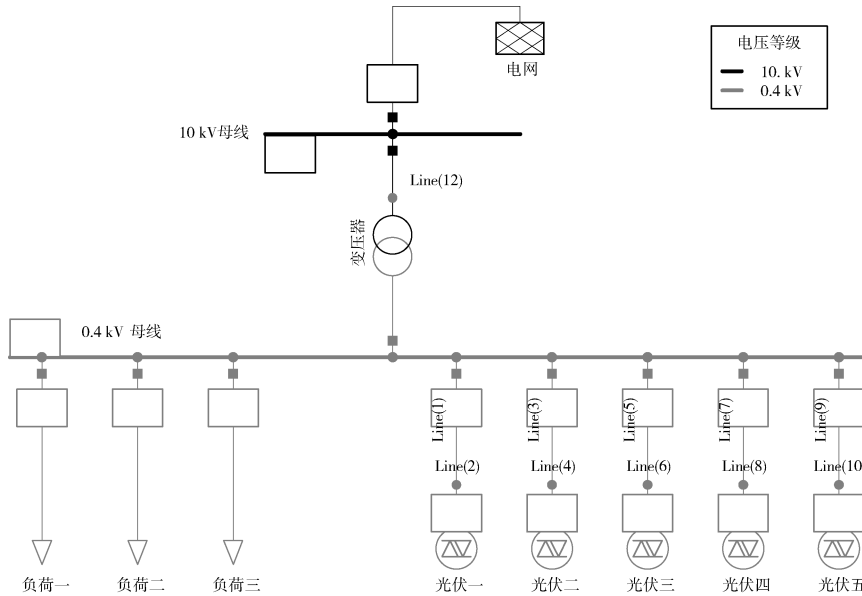 电压等级
10. kV
0.4 kV
电网
10 kV母线
Line(12)
变压器
0.4 kV 母线
Line(1)
Line(3)
Line(5)
Line(7)
Line(9)
Line(2)
Line(4)
Line(6)
Line(8)
Line(10
负荷一
负荷二
负荷三
光伏一
光伏二
光伏三
光伏四
光伏五